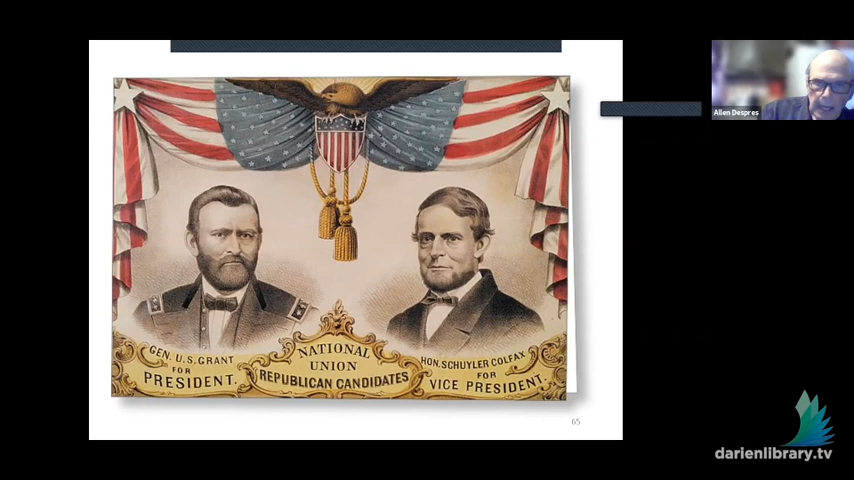 Allen Despres
GEN. U.S. GRANT
FOR
PRESIDENT.
NATIONAL
UNION
REPUBLICAN CANDIDATES
HON. SCHUYLER COLFAX
FOR
VICE PRESIDENT.
65
darienlibrary.tv